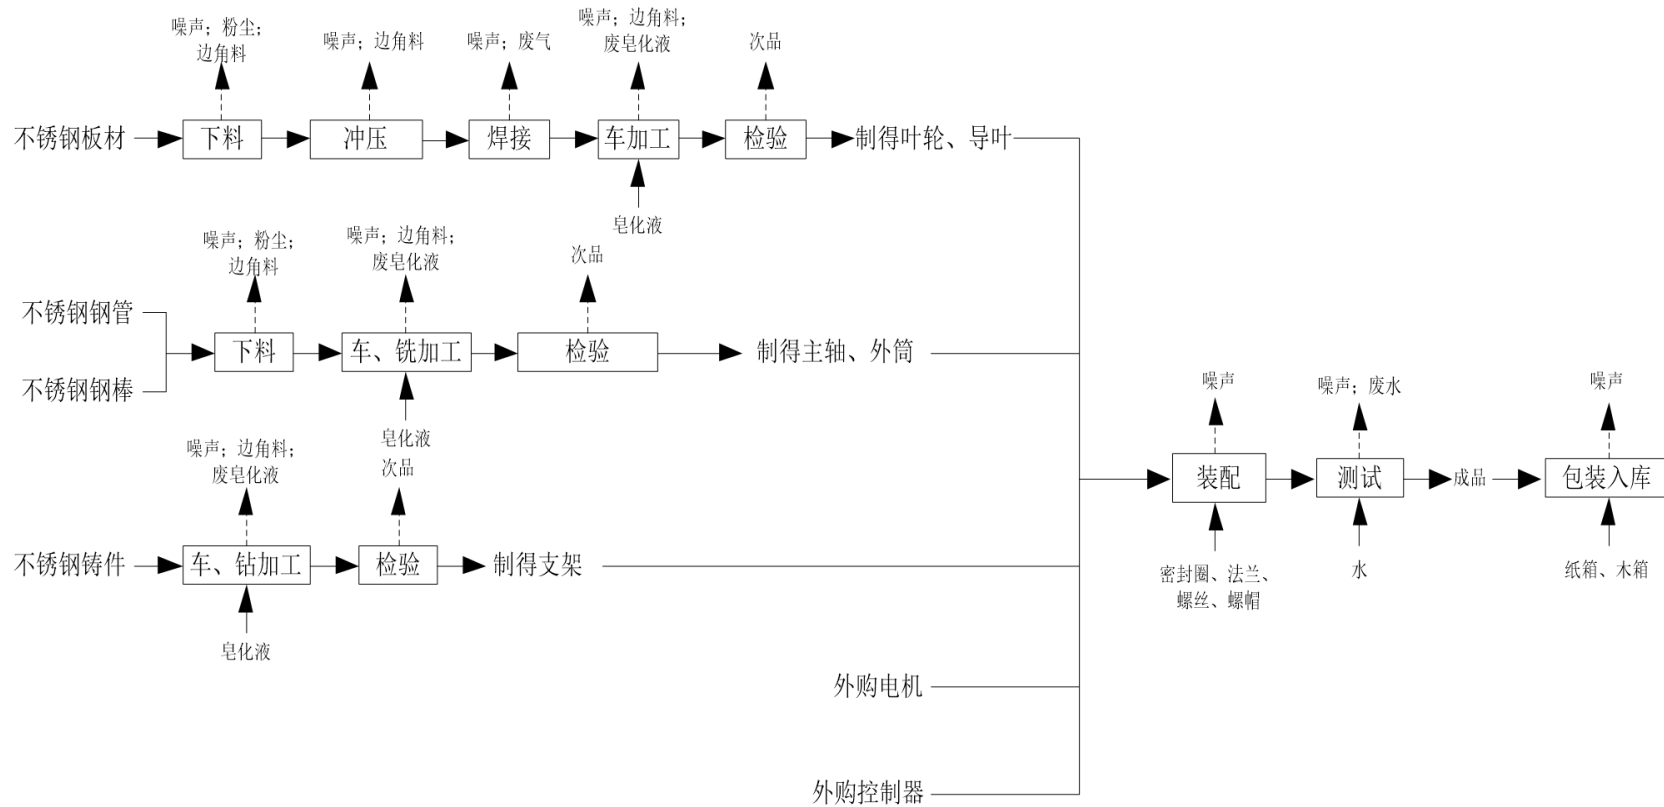 噪声；粉尘；
边角料
噪声；边角料
噪声；废气
噪声；边角料；
废皂化液
次品
不锈钢板材
下料
冲压
焊接
车加工
检验
制得叶轮、导叶
皂化液
噪声；粉尘；
边角料
噪声；边角料；
废皂化液
次品
不锈钢钢管
不锈钢钢棒
下料
车、铣加工
检验
制得主轴、外筒
皂化液
噪声；边角料；
废皂化液
次品
不锈钢铸件
车、钻加工
检验
制得支架
皂化液
外购电机
外购控制器
噪声
噪声；废水
噪声
装配
测试
成品
包装入库
密封圈、法兰、
螺丝、螺帽
水
纸箱、木箱